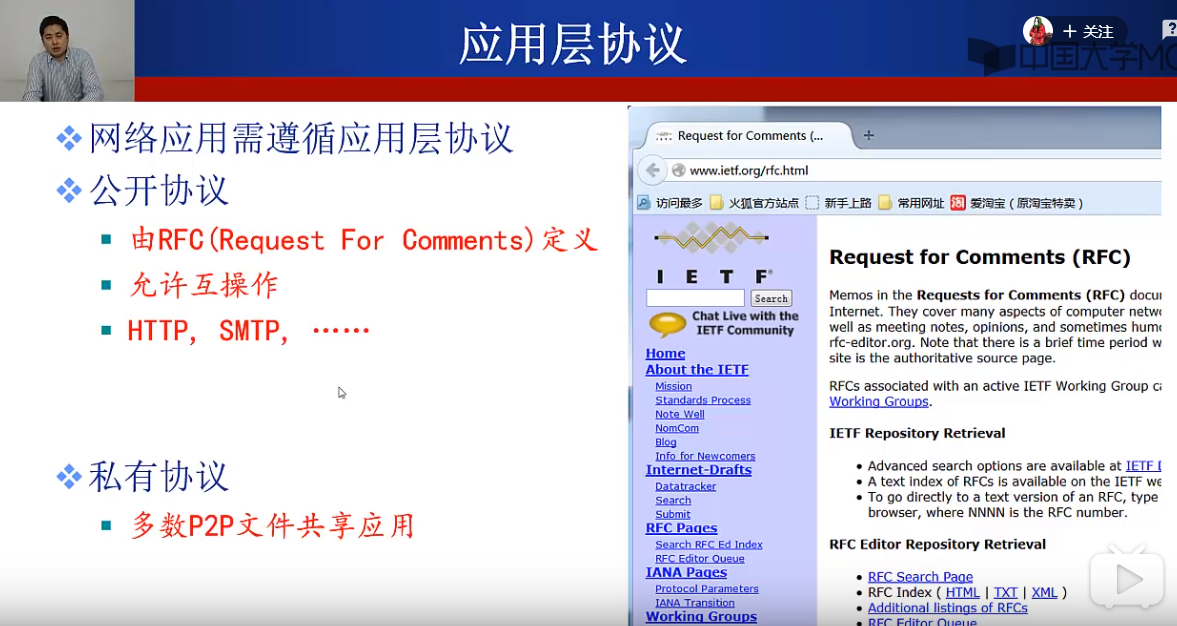 应用层协议
+ 关注
?
中国大学MO
网络应用需遵循应用层协议
公开协议
由RFC(Request For Comments)定义
允许互操作
HTTP, SMTP, ……
私有协议
多数P2P文件共享应用
Request for Comments (...
+
www.ietf.org/rfc.html
访问最多 火狐官方站点 新手上路 常用网址 淘 爱淘宝 ( 原淘宝特卖 )
I E T F®
Search
Chat Live with the
IETF Community
Home
About the IETF
Mission
Standards Process
Note Well
NomCom
Blog
Info for Newcomers
Internet-Drafts
Datatracker
Search
Submit
RFC Pages
Search RFC Ed Index
RFC Editor Queue
IANA Pages
Protocol Parameters
IANA Transition
Working Groups
Request for Comments (RFC)
Memos in the Requests for Comments (RFC) docu
Internet. They cover many aspects of computer netw
well as meeting notes, opinions, and sometimes humo
rfc-editor.org. Note that there is a brief time period w
site is the authoritative source page.
RFCs associated with an active IETF Working Group ca
Working Groups.
IETF Repository Retrieval
• Advanced search options are available at IETF D
• A text index of RFCs is available on the IETF we
• To go directly to a text version of an RFC, type
browser, where NNNN is the RFC number.
RFC Editor Repository Retrieval
• RFC Search Page
• RFC Index ( HTML | TXT | XML )
• Additional listings of RFCs
• RFC Editor Queue